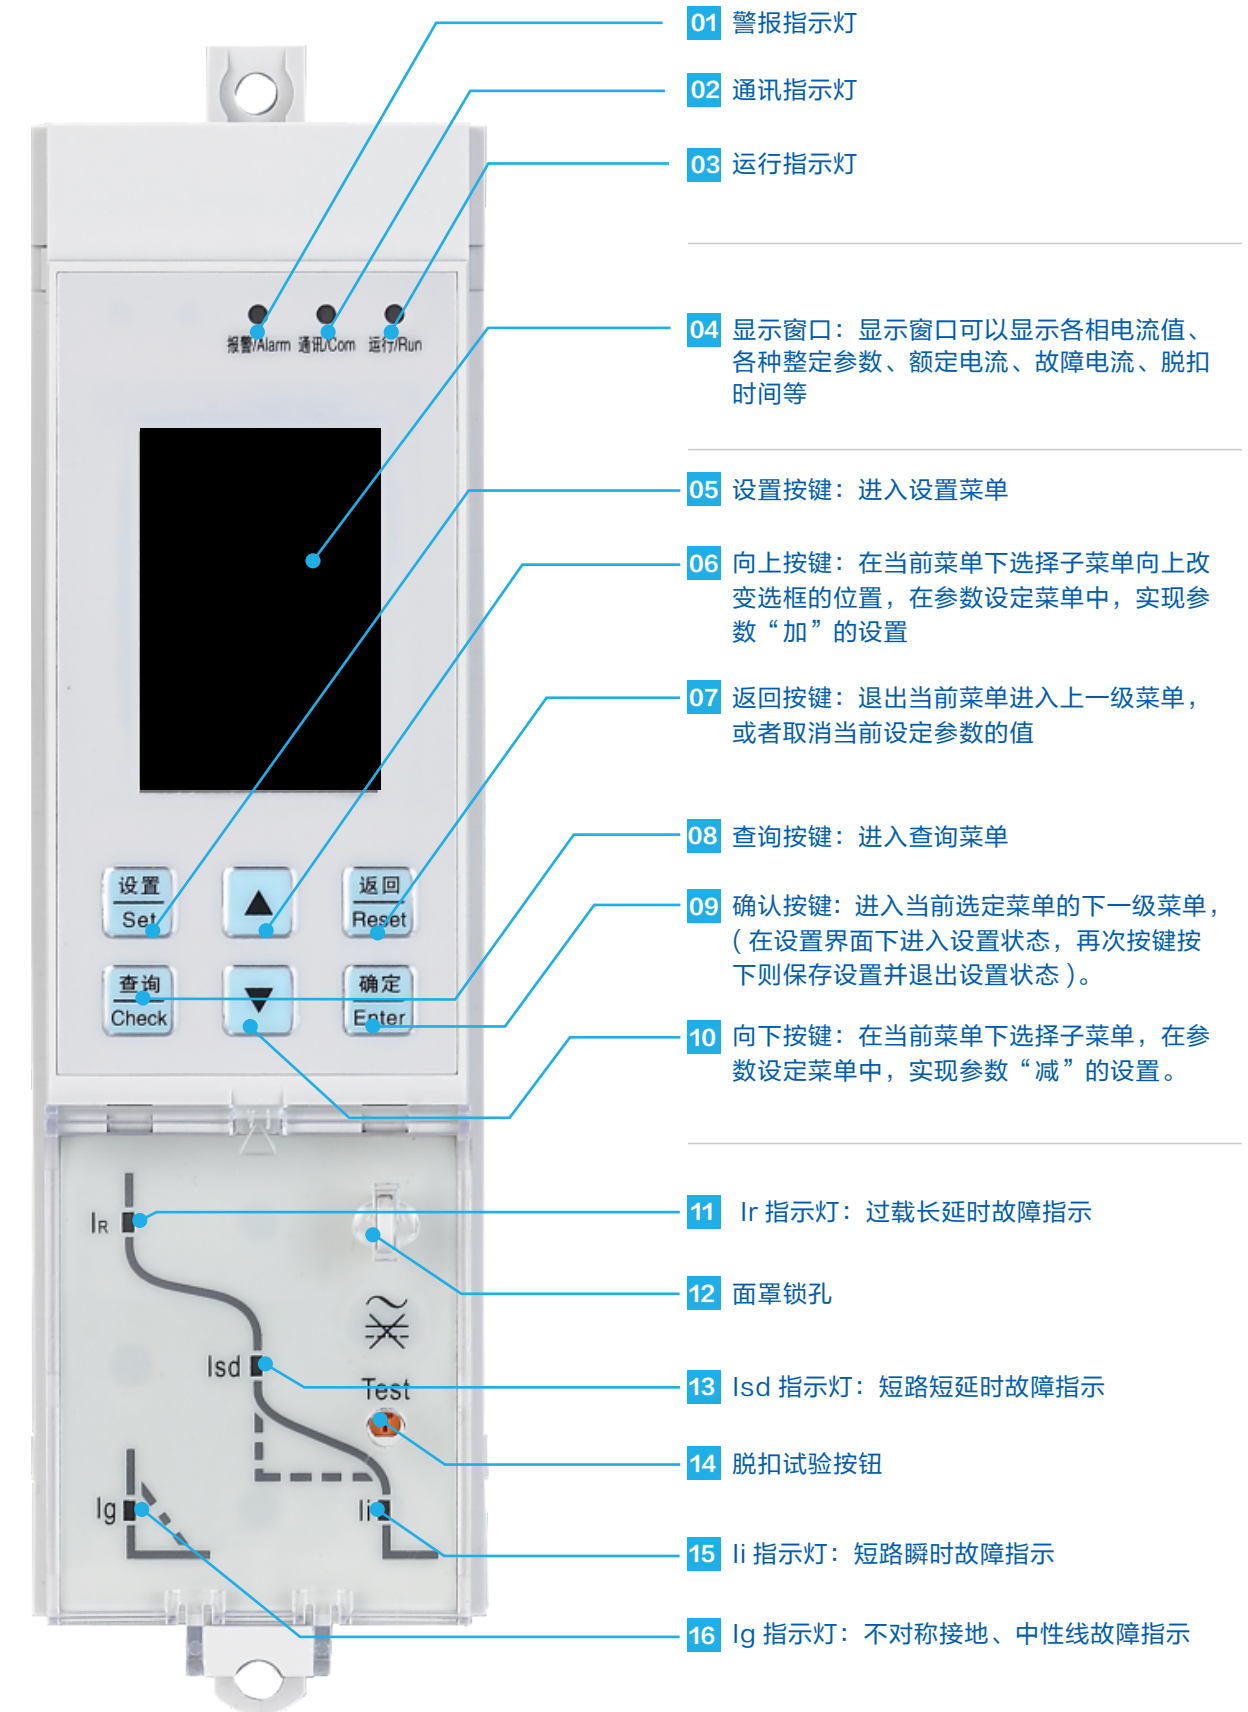 01 警报指示灯
02 通讯指示灯
03 运行指示灯
报警/Alarm 通讯/Com 运行/Run
04 显示窗口：显示窗口可以显示各相电流值、
各种整定参数、额定电流、故障电流、脱扣
时间等
05 设置按键：进入设置菜单
06 向上按键：在当前菜单下选择子菜单向上改
变选框的位置，在参数设定菜单中，实现参
数“加”的设置
07 返回按键：退出当前菜单进入上一级菜单，
或者取消当前设定参数的值
08 查询按键：进入查询菜单
设置
Set
返回
Reset
09 确认按键：进入当前选定菜单的下一级菜单，
(在设置界面下进入设置状态，再次按键按
下则保存设置并退出设置状态)。
查询
Check
确定
Enter
10 向下按键：在当前菜单下选择子菜单，在参
数设定菜单中，实现参数“减”的设置。
IR
11 Ir 指示灯：过载长延时故障指示
12 面罩锁孔
Isd
Test
13 Isd 指示灯：短路短延时故障指示
14 脱扣试验按钮
Ig
Ii
15 Ii 指示灯：短路瞬时故障指示
16 Ig 指示灯：不对称接地、中性线故障指示